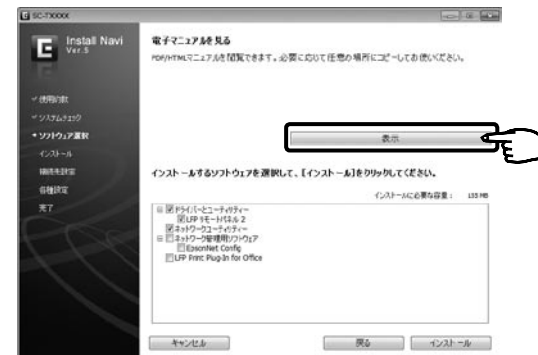 SC-TXXXX
Install Navi
Ver.5
使用許諾
システムチェック
ソフトウェア選択
インストール
接続先設定
各種設定
完了
電子マニュアルを見る
PDF/HTMLマニュアルを閲覧できます。必要に応じて任意の場所にコピーしてお使いください。
表示
インストールするソフトウェアを選択して、[インストール]をクリックしてください。
インストールに必要な容量： 155 MB
ドライバーとユーティリティー
LFP リモートパネル 2
ネットワークユーティリティー
ネットワーク管理用ソフトウェア
EpsonNet Config
LFP Print Plug-In for Office
キャンセル
戻る
インストール